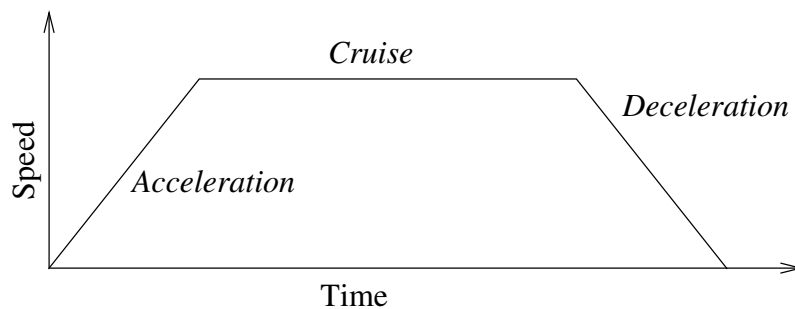 Cruise
Deceleration
Speed
Acceleration
Time